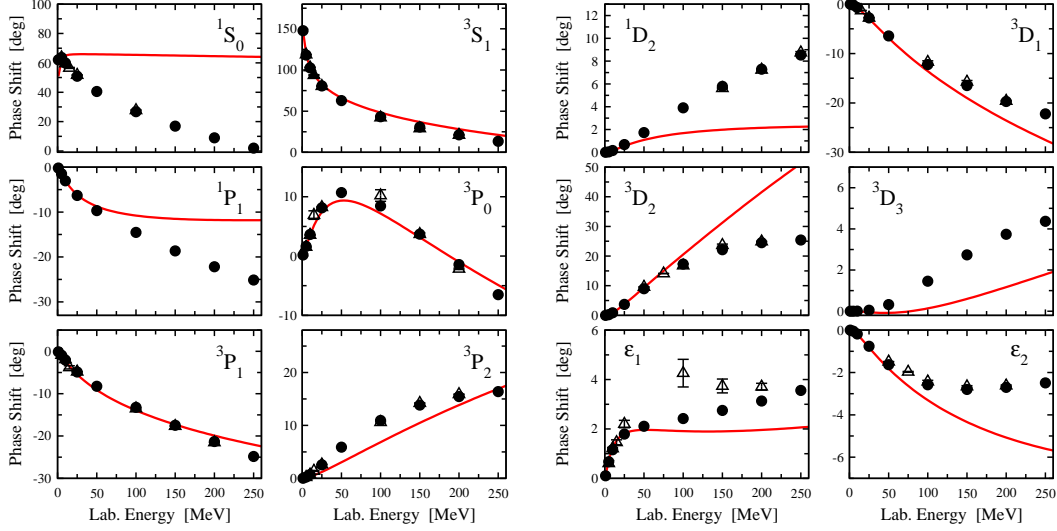 100
80
60
40
20
0
Phase Shift [deg]
¹S₀
150
100
50
0
³S₁
12
10
8
6
4
2
0
Phase Shift [deg]
¹D₂
0
-10
-20
-30
³D₁
0
-10
-20
-30
Phase Shift [deg]
¹P₁
10
0
-10
³P₀
50
40
30
20
10
0
Phase Shift [deg]
³D₂
6
4
2
0
³D₃
0
-10
-20
-30
Phase Shift [deg]
³P₁
20
10
0
³P₂
6
4
2
0
Phase Shift [deg]
ε₁
0
-2
-4
-6
ε₂
0 50 100 150 200 250
Lab. Energy [MeV]
0 50 100 150 200 250
Lab. Energy [MeV]
0 50 100 150 200 250
Lab. Energy [MeV]
0 50 100 150 200 250
Lab. Energy [MeV]